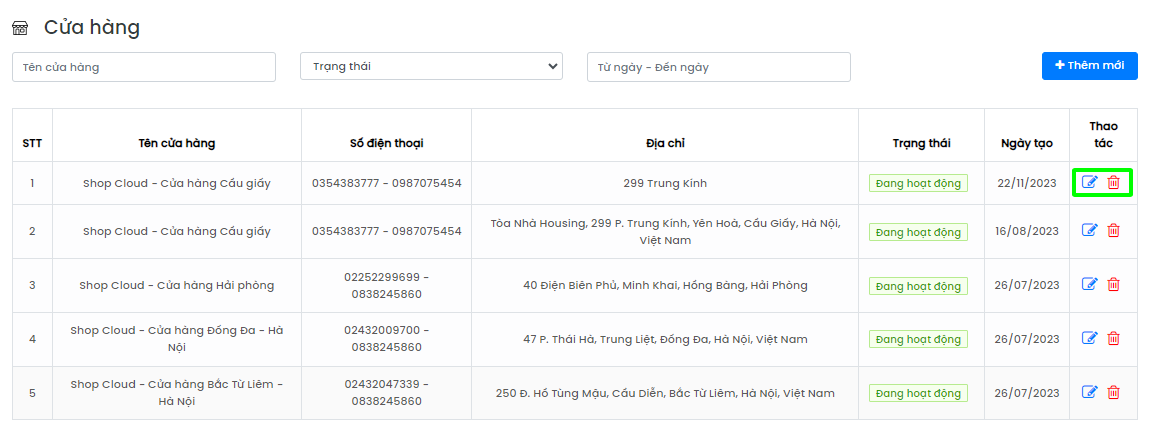 Cửa hàng
Tên cửa hàng
Trạng thái
Từ ngày - Đến ngày
+ Thêm mới
STT
Tên cửa hàng
Số điện thoại
Địa chỉ
Trạng thái
Ngày tạo
Thao
tác
1
Shop Cloud - Cửa hàng Cầu giấy
0354383777 - 0987075454
299 Trung Kính
Đang hoạt động
22/11/2023
2
Shop Cloud - Cửa hàng Cầu giấy
0354383777 - 0987075454
Tòa Nhà Housing, 299 P. Trung Kính, Yên Hoà, Cầu Giấy, Hà Nội,
Việt Nam
Đang hoạt động
16/08/2023
3
Shop Cloud - Cửa hàng Hải phòng
02252299699 -
0838245860
40 Điện Biên Phủ, Minh Khai, Hồng Bàng, Hải Phòng
Đang hoạt động
26/07/2023
4
Shop Cloud - Cửa hàng Đống Đa - Hà
Nội
02432009700 -
0838245860
47 P. Thái Hà, Trung Liệt, Đống Đa, Hà Nội, Việt Nam
Đang hoạt động
26/07/2023
5
Shop Cloud - Cửa hàng Bắc Từ Liêm -
Hà Nội
02432047339 -
0838245860
250 Đ. Hồ Tùng Mậu, Cầu Diễn, Bắc Từ Liêm, Hà Nội, Việt Nam
Đang hoạt động
26/07/2023